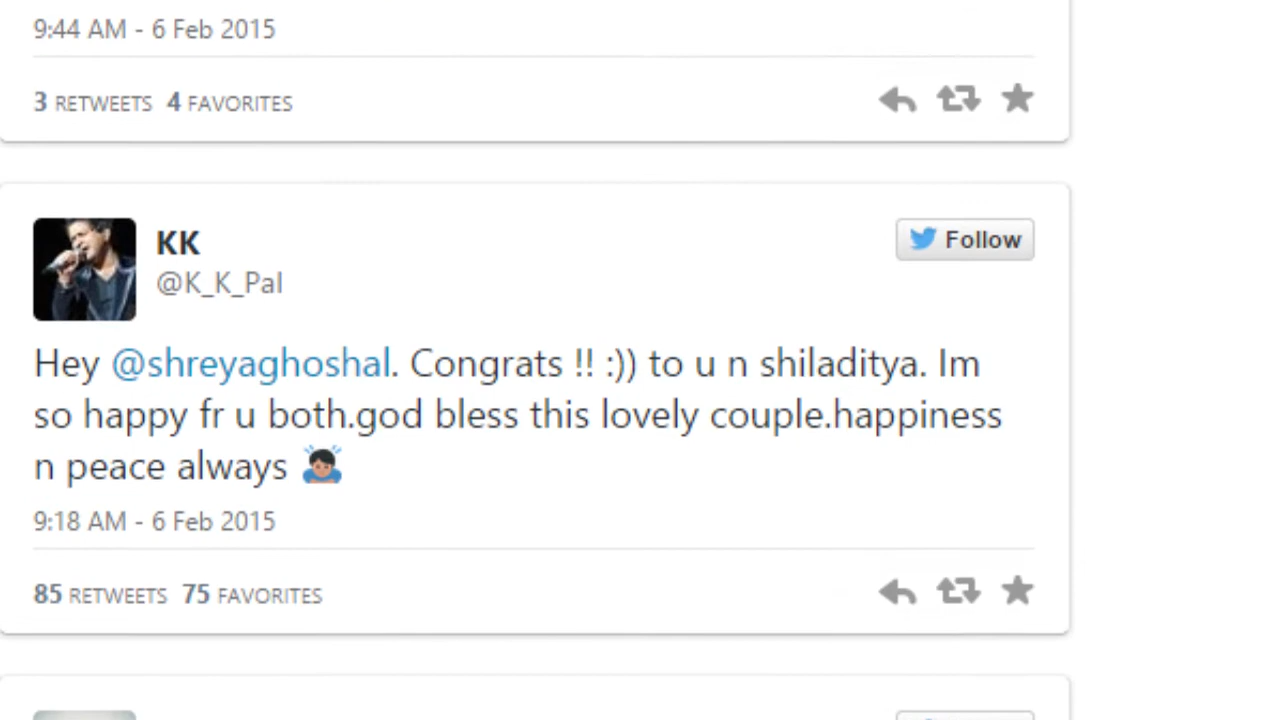 9:44 AM - 6 Feb 2015
3 RETWEETS 4 FAVORITES
KK
Follow
@K_K_Pal
Hey @shreyaghoshal. Congrats !! :)) to u n shiladitya. Im
so happy fr u both.god bless this lovely couple.happiness
n peace always 🙇
9:18 AM - 6 Feb 2015
85 RETWEETS 75 FAVORITES